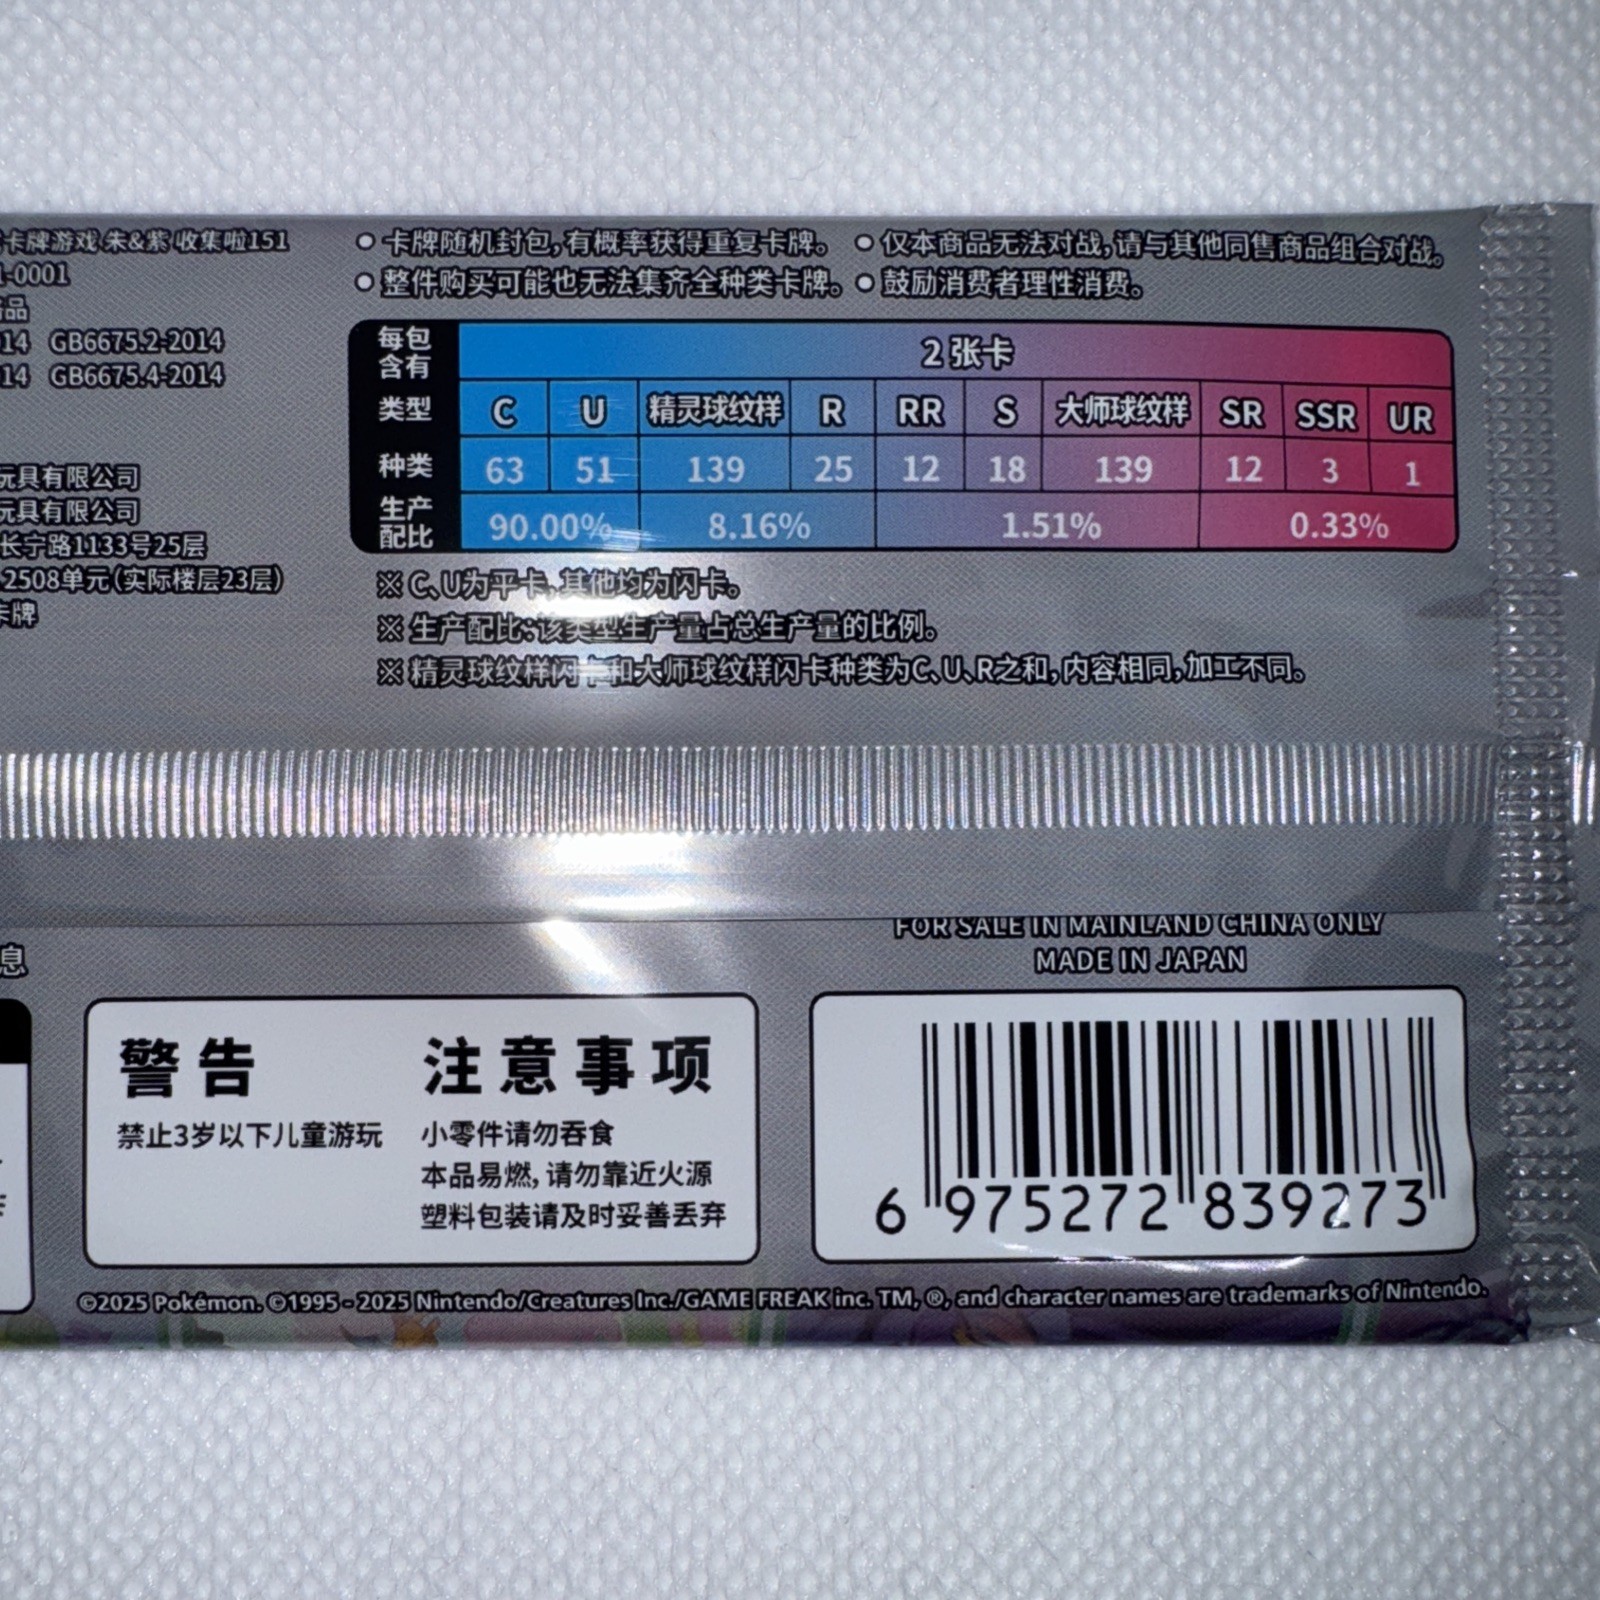 卡牌游戏 朱&紫 收集啦151
-0001
品
14 GB6675.2-2014
14 GB6675.4-2014
玩具有限公司
玩具有限公司
长宁路1133号25层
2508单元(实际楼层23层)
卡牌
● 卡牌随机封包,有概率获得重复卡牌。 ● 仅本商品无法对战,请与其他同售商品组合对战。
● 整件购买可能也无法集齐全种类卡牌。 ● 鼓励消费者理性消费。
每包含有 2 张卡
类型 C U 精灵球纹样 R RR S 大师球纹样 SR SSR UR
种类 63 51 139 25 12 18 139 12 3 1
生产配比 90.00% 8.16% 1.51% 0.33%
※ C、U为平卡,其他均为闪卡。
※ 生产配比:该类型生产量占总生产量的比例。
※ 精灵球纹样闪卡和大师球纹样闪卡种类为C、U、R之和,内容相同,加工不同。
息
FOR SALE IN MAINLAND CHINA ONLY
MADE IN JAPAN
警告
禁止3岁以下儿童游玩
注意事项
小零件请勿吞食
本品易燃,请勿靠近火源
塑料包装请及时妥善丢弃
6 975272 839273
©2025 Pokémon. ©1995 - 2025 Nintendo/Creatures Inc./GAME FREAK inc. TM, ®, and character names are trademarks of Nintendo.